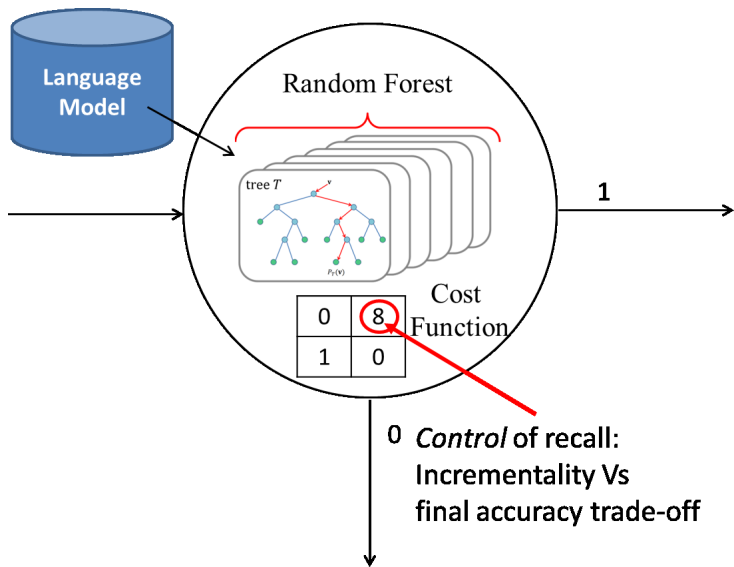 Language
Model
Random Forest
tree T
v
P_T(v)
1
Cost
Function
0 8
1 0
0
Control of recall:
Incrementality Vs
final accuracy trade-off